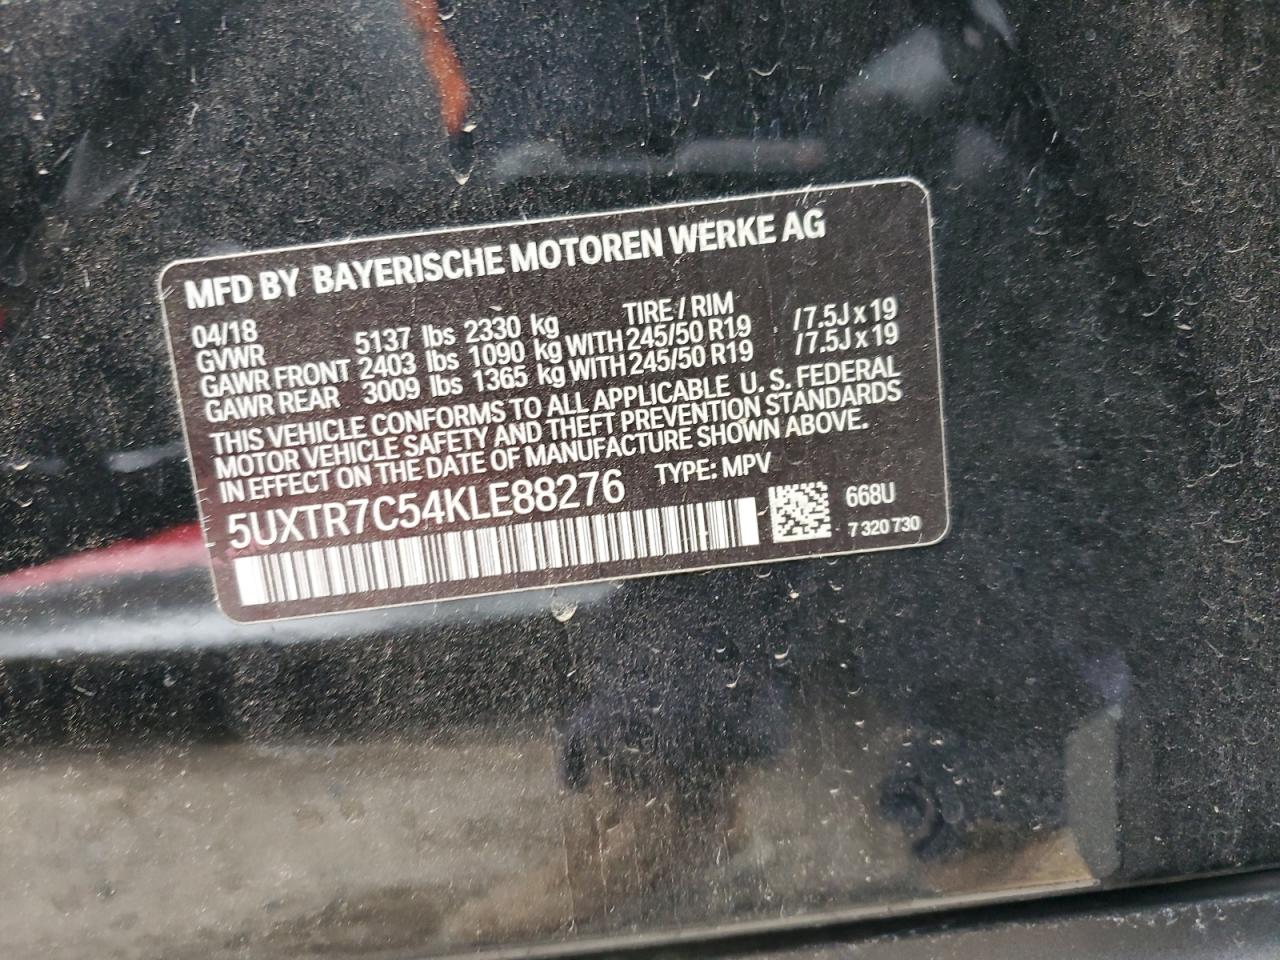 MFD BY BAYERISCHE MOTOREN WERKE AG
04/18 TIRE / RIM
GVWR 5137 lbs 2330 kg
GAWR FRONT 2403 lbs 1090 kg WITH 245/50 R19 / 7.5J x 19
GAWR REAR 3009 lbs 1365 kg WITH 245/50 R19 / 7.5J x 19
THIS VEHICLE CONFORMS TO ALL APPLICABLE U. S. FEDERAL
MOTOR VEHICLE SAFETY AND THEFT PREVENTION STANDARDS
IN EFFECT ON THE DATE OF MANUFACTURE SHOWN ABOVE.
5UXTR7C54KLE88276 TYPE: MPV
668U
7 320 730